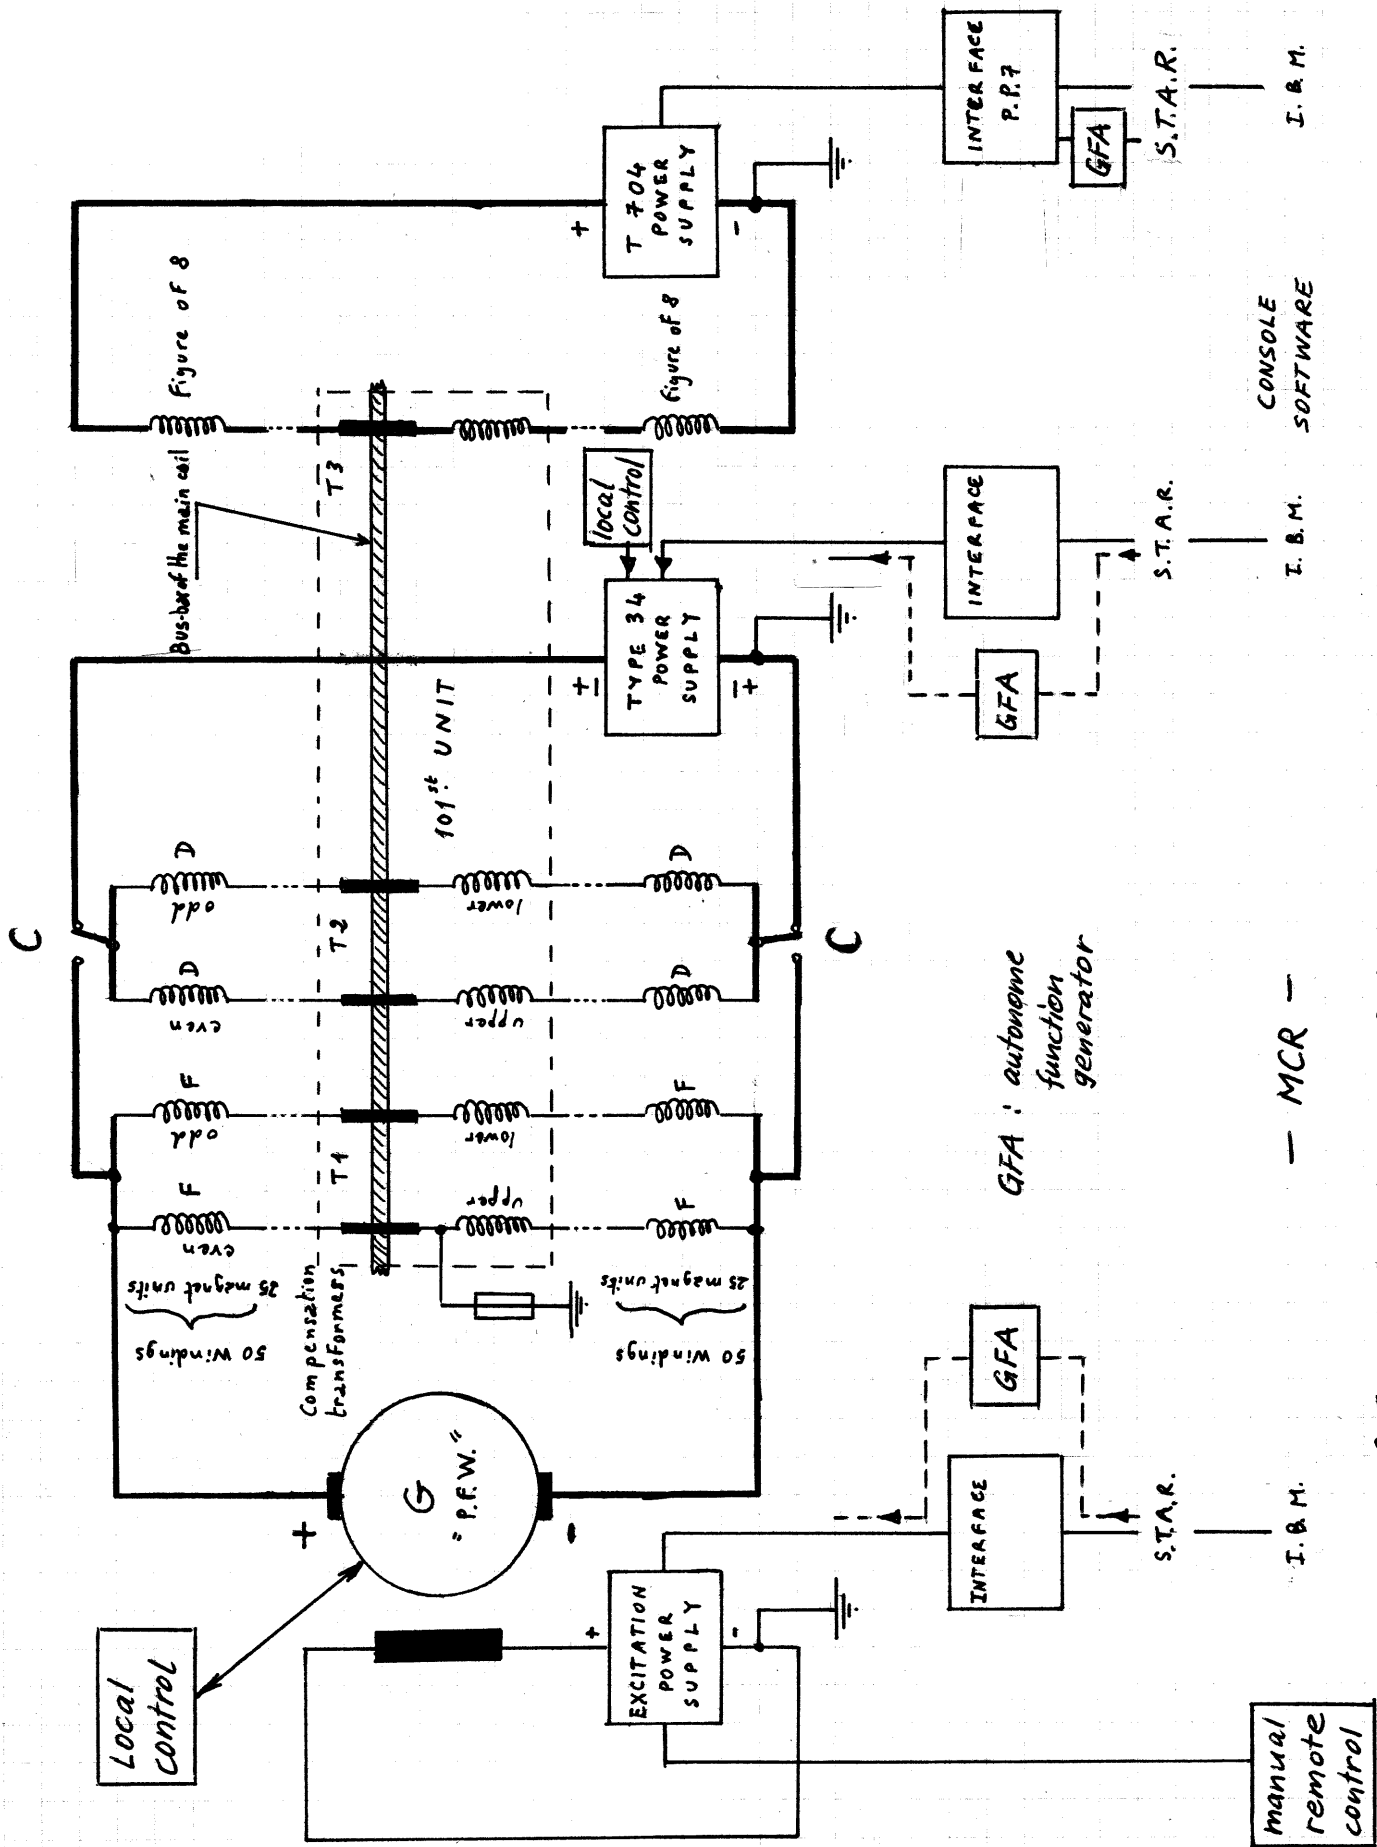 C
Figure of 8
Bus-bar of the main coil
even
F
odd
F
even
D
odd
D
25 magnet units
50 windings
Compensation
transformers
T1
T2
T3
101st. UNIT
upper
lower
upper
lower
Local
control
+
G
"P.F.W."
-
25 magnet units
50 windings
F
F
D
D
Figure of 8
local
control
+
EXCITATION
POWER
SUPPLY
-
±
TYPE 34
POWER
SUPPLY
∓
+
T 704
POWER
SUPPLY
-
C
INTERFACE
GFA
GFA : autonome
function
generator
GFA
INTERFACE
INTERFACE
P.P.7
GFA
S.T.A.R.
S.T.A.R.
S.T.A.R.
manual
remote
control
I.B.M.
— MCR —
I.B.M.
CONSOLE
SOFTWARE
I.B.M.